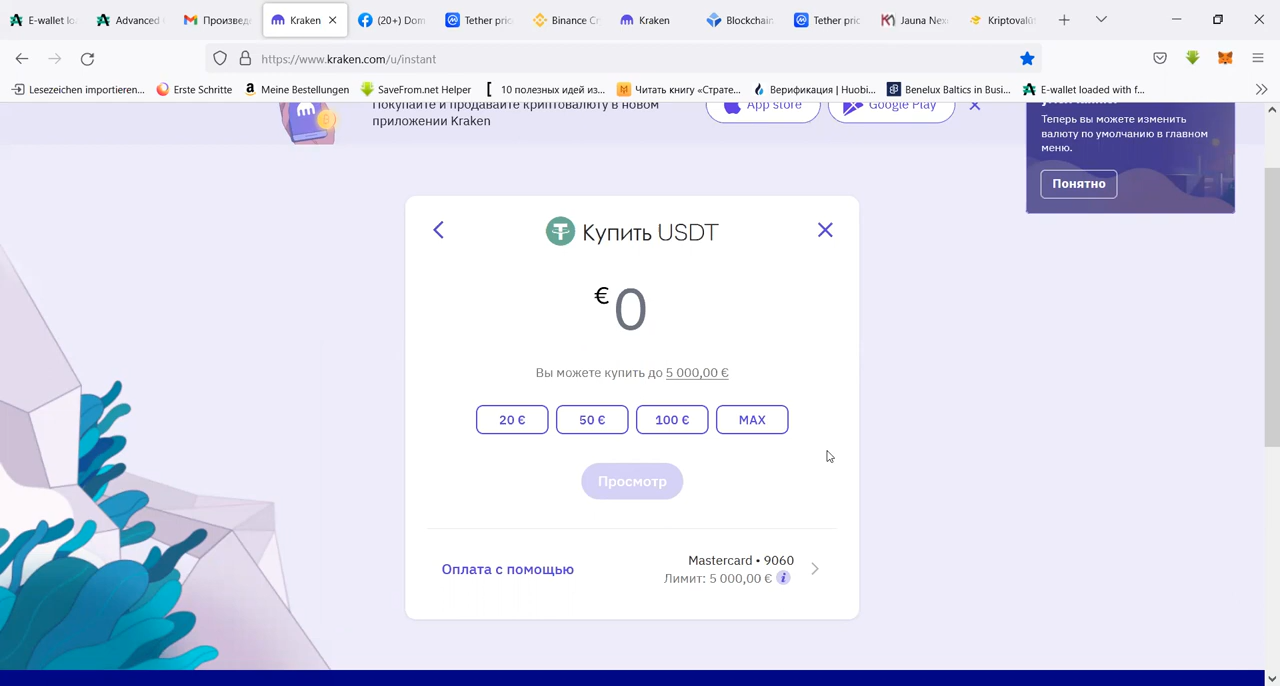 E-wallet lo
Advanced
Произвед
Kraken
(20+) Dom
Tether pric
Binance Cr
Kraken
Blockchain
Tether pric
Jauna Nex
Kriptovalūt
https://www.kraken.com/u/instant
Lesezeichen importieren...
Erste Schritte
Meine Bestellungen
SaveFrom.net Helper
10 полезных идей из...
Читать книгу «Страте...
Верификация | Huobi...
Benelux Baltics in Busi...
E-wallet loaded with f...
Покупайте и продавайте криптовалюту в новом
приложении Kraken
App store
Google Play
Теперь вы можете изменить
валюту по умолчанию в главном
меню.
Понятно
Купить USDT
€ 0
Вы можете купить до 5 000,00 €
20 €
50 €
100 €
MAX
Просмотр
Оплата с помощью
Mastercard • 9060
Лимит: 5 000,00 €